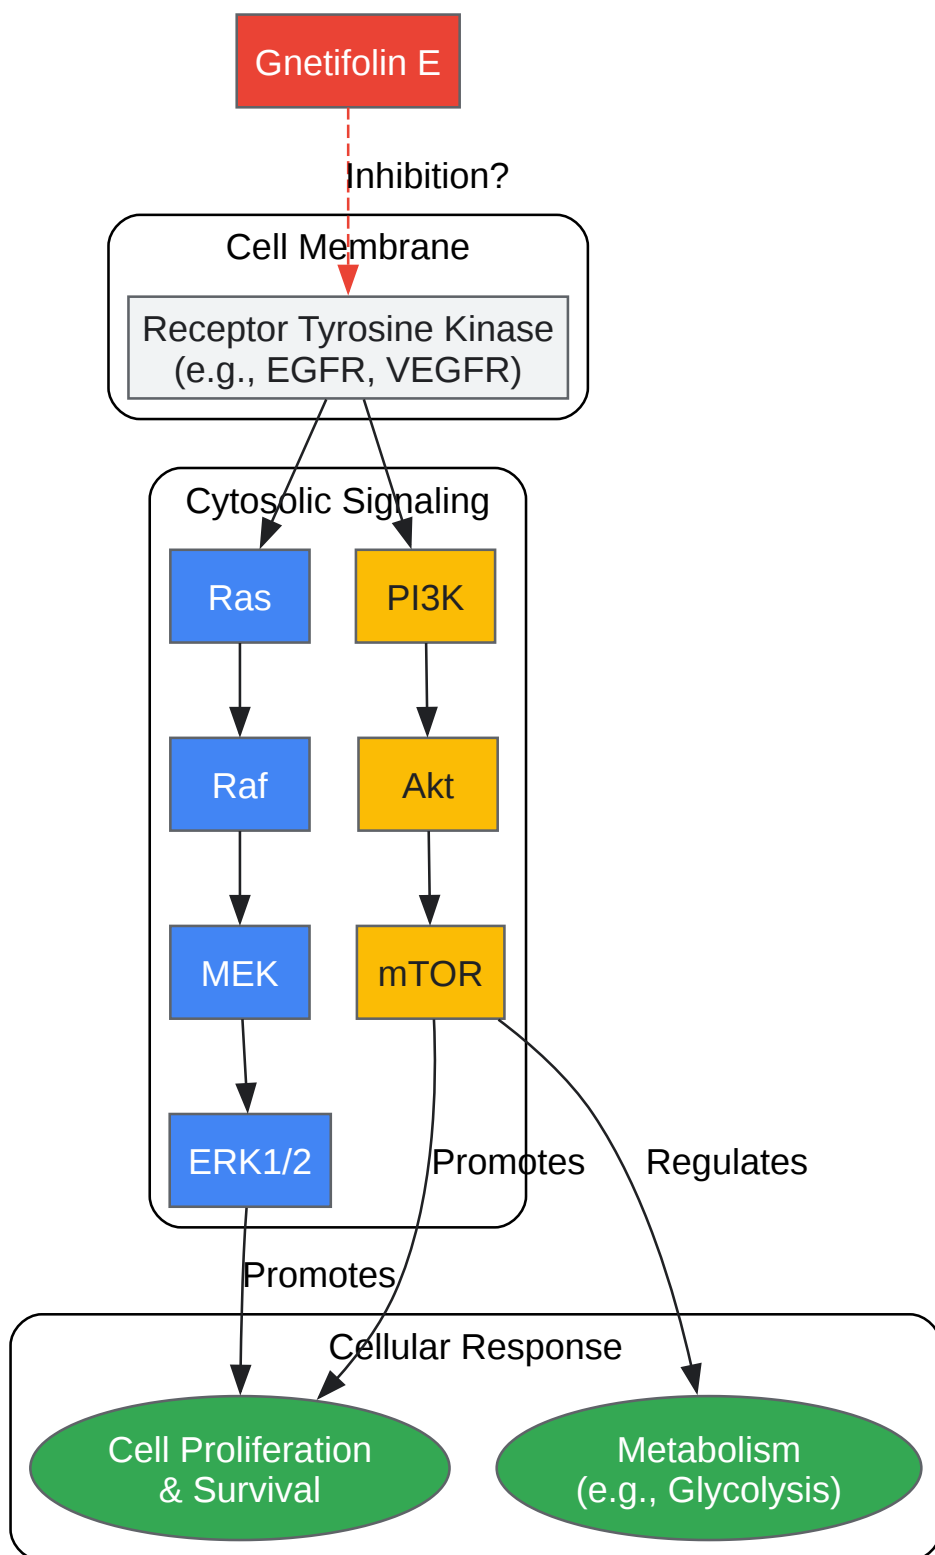 Gnetifolin E
Inhibition?
Cell Membrane
Receptor Tyrosine Kinase
(e.g., EGFR, VEGFR)
Cytosolic Signaling
Ras
PI3K
Raf
Akt
MEK
mTOR
ERK1/2
Promotes
Regulates
Promotes
Cellular Response
Cell Proliferation
& Survival
Metabolism
(e.g., Glycolysis)